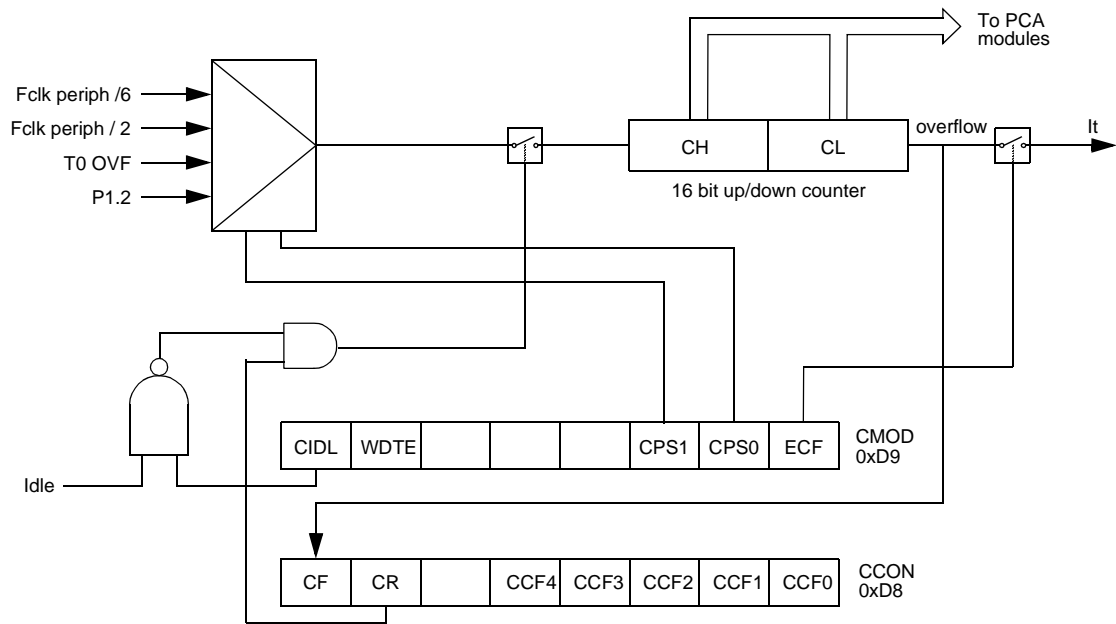 To PCA
modules
Fclk periph /6
Fclk periph / 2
T0 OVF
P1.2
CH
CL
overflow
It
16 bit up/down counter
Idle
CIDL
WDTE
CPS1
CPS0
ECF
CMOD
0xD9
CF
CR
CCF4
CCF3
CCF2
CCF1
CCF0
CCON
0xD8